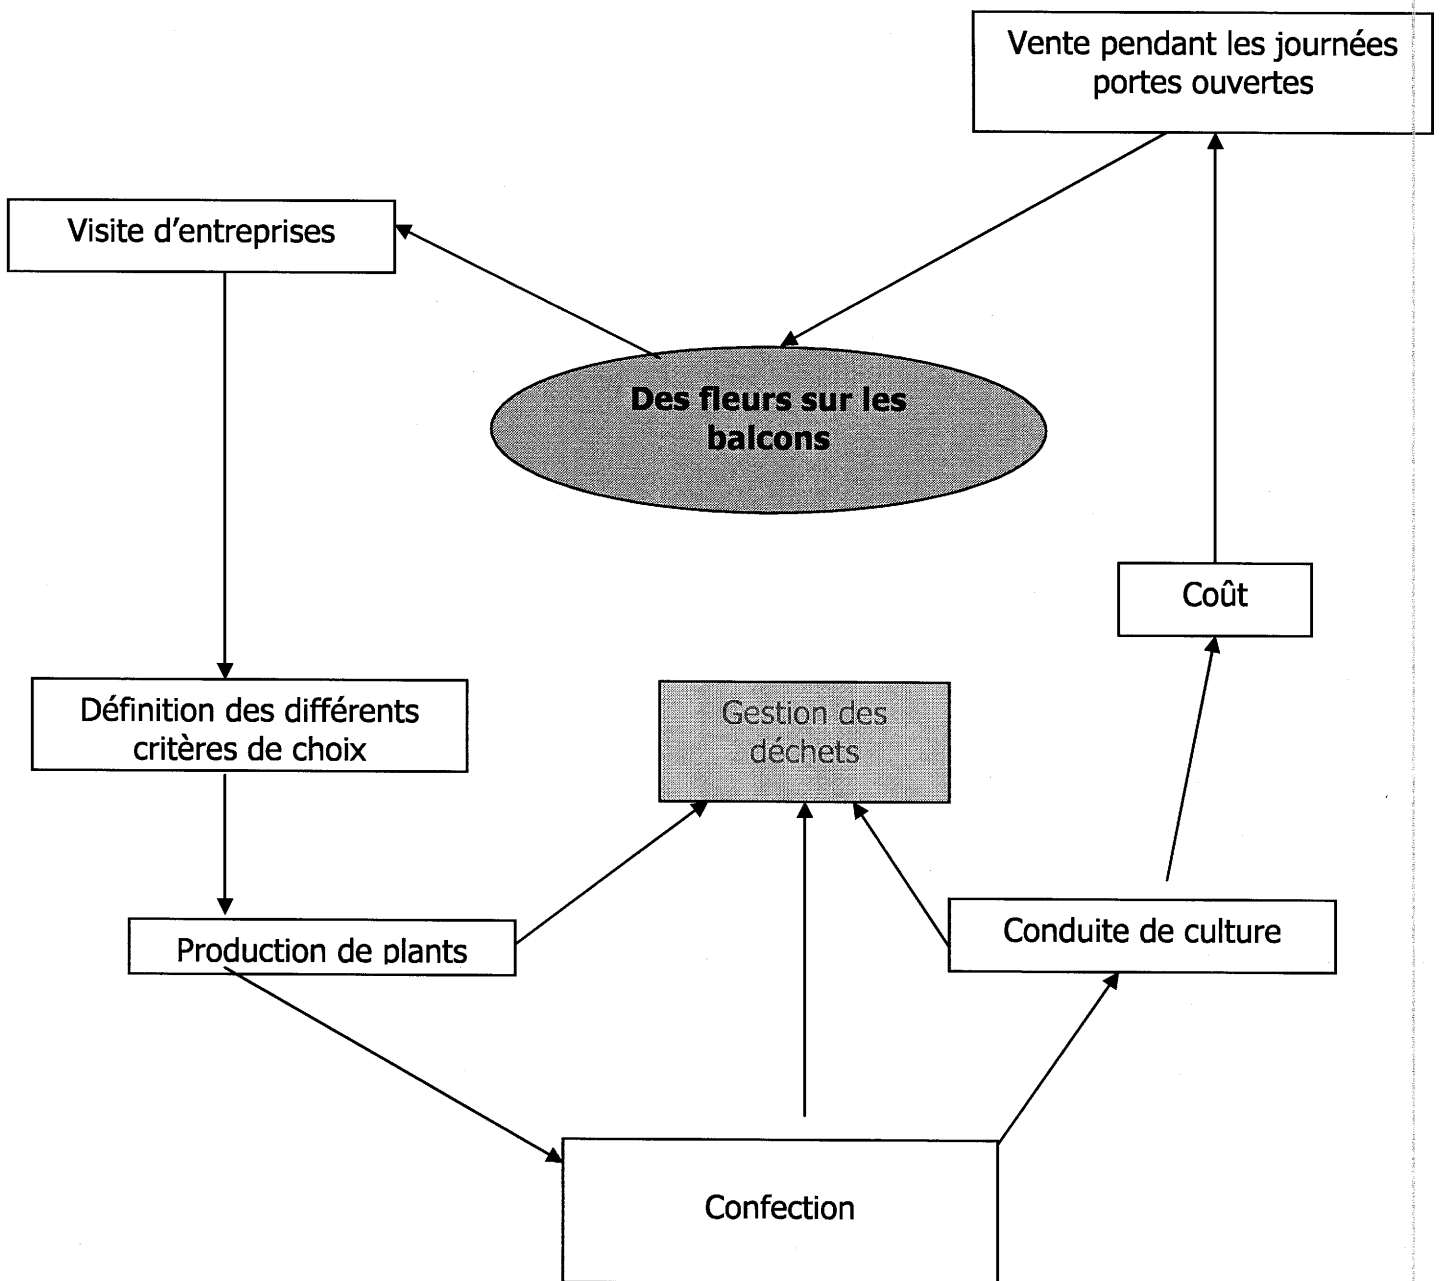 Vente pendant les journées
portes ouvertes
Visite d'entreprises
Des fleurs sur les
balcons
Coût
Définition des différents
critères de choix
Gestion des
déchets
Production de plants
Conduite de culture
Confection